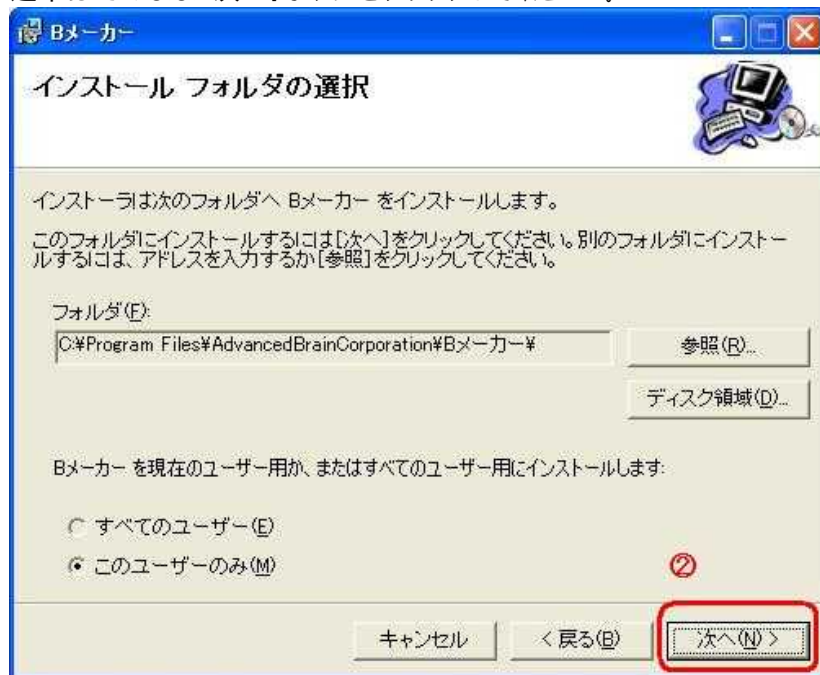 Bメーカー
インストール フォルダの選択
インストーラは次のフォルダへ Bメーカー をインストールします。
このフォルダにインストールするには[次へ]をクリックしてください。別のフォルダにインストー
ルするには、アドレスを入力するか[参照]をクリックしてください。
フォルダ(F):
C:¥Program Files¥AdvancedBrainCorporation¥Bメーカー¥
参照(R)...
ディスク領域(D)...
Bメーカー を現在のユーザー用か、またはすべてのユーザー用にインストールします:
すべてのユーザー(E)
このユーザーのみ(M)
②
キャンセル
< 戻る(B)
次へ(N) >